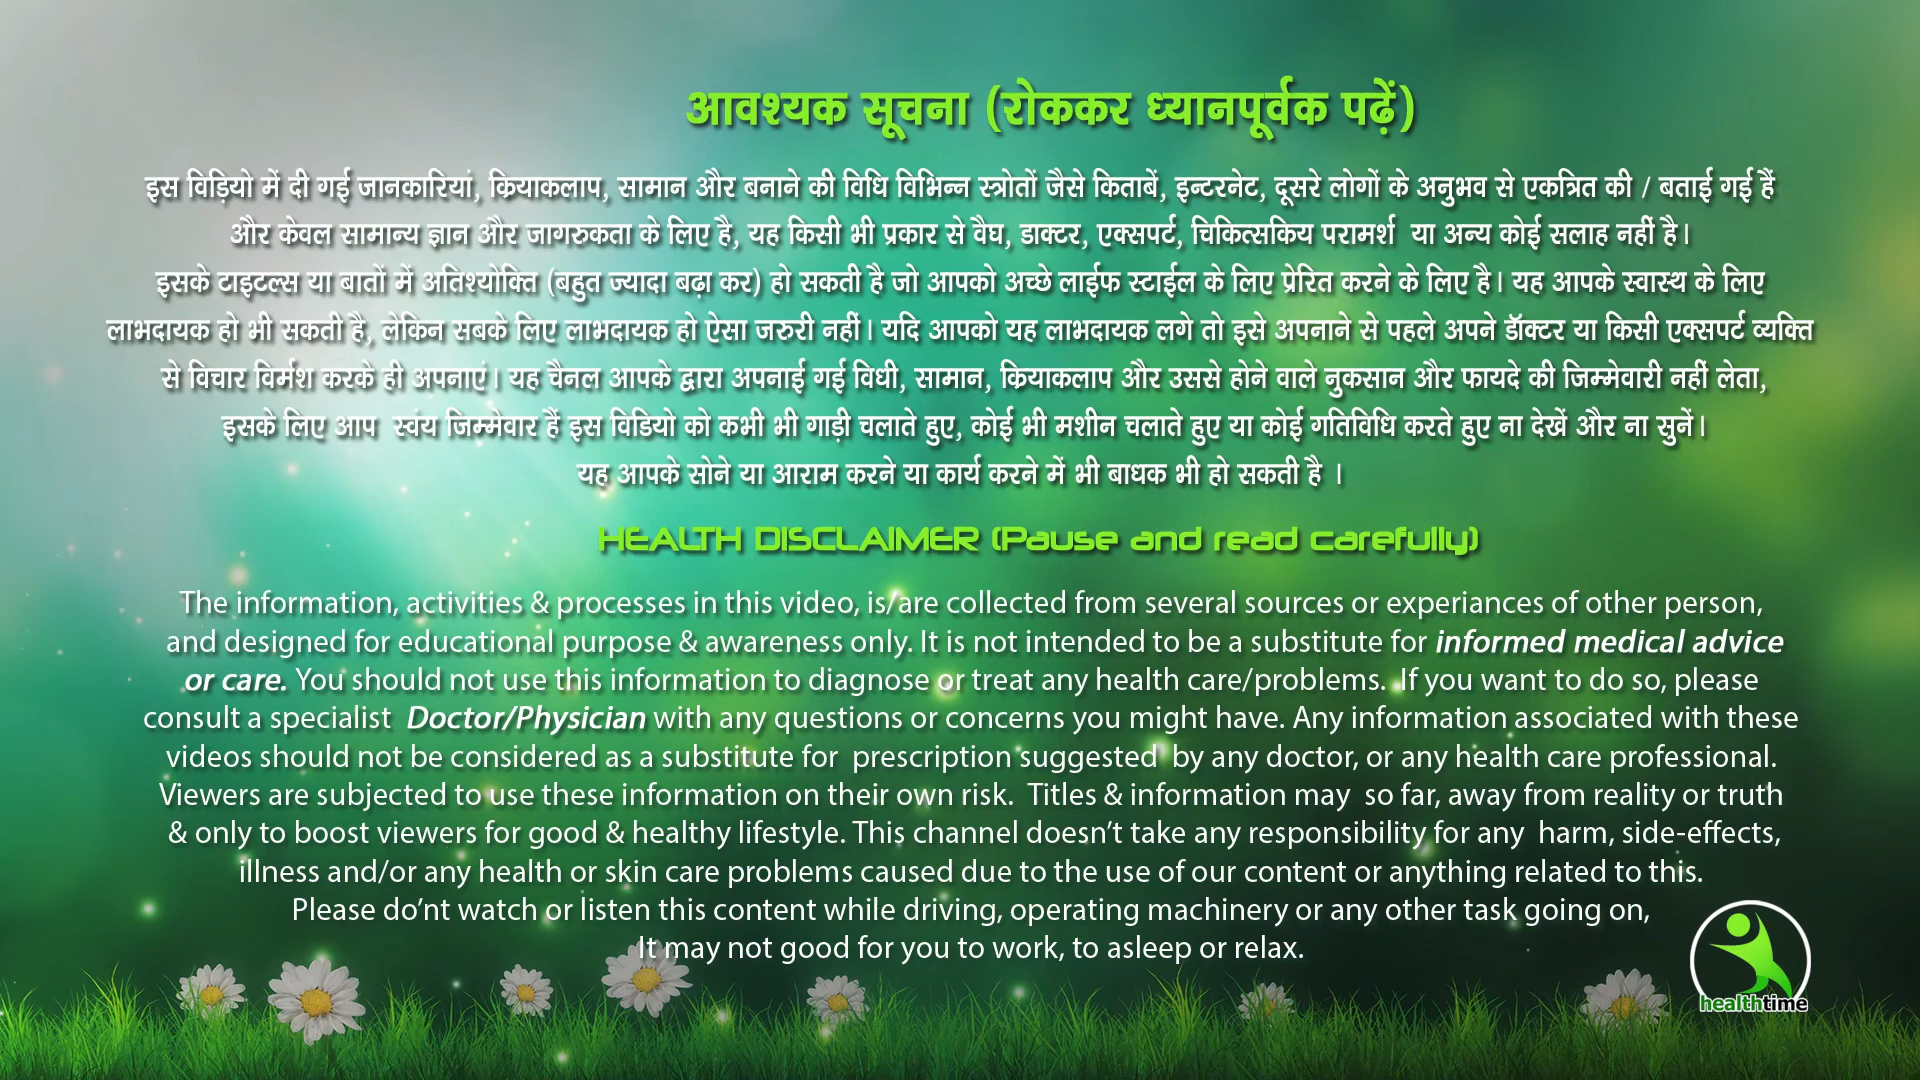 आवश्यक सूचना (रोककर ध्यानपूर्वक पढ़ें)
इस विडियो में दी गई जानकारियां, क्रियाकलाप, सामान और बनाने की विधि विभिन्न स्त्रोतों जैसे किताबें, इन्टरनेट, दूसरे लोगों के अनुभव से एकत्रित की / बताई गई हैं
और केवल सामान्य ज्ञान और जागरुकता के लिए है, यह किसी भी प्रकार से वैघ, डाक्टर, एक्सपर्ट, चिकित्सकिय परामर्श या अन्य कोई सलाह नहीं है।
इसके टाइटल्स या बातों में अतिश्योक्ति (बहुत ज्यादा बढ़ा कर) हो सकती है जो आपको अच्छे लाईफ स्टाईल के लिए प्रेरित करने के लिए है। यह आपके स्वास्थ के लिए
लाभदायक हो भी सकती है, लेकिन सबके लिए लाभदायक हो ऐसा जरुरी नहीं। यदि आपको यह लाभदायक लगे तो इसे अपनाने से पहले अपने डॉक्टर या किसी एक्सपर्ट व्यक्ति
से विचार विर्मश करके ही अपनाएं। यह चैनल आपके द्वारा अपनाई गई विधी, सामान, क्रियाकलाप और उससे होने वाले नुकसान और फायदे की जिम्मेवारी नहीं लेता,
इसके लिए आप स्वंय जिम्मेवार हैं इस विडियो को कभी भी गाड़ी चलाते हुए, कोई भी मशीन चलाते हुए या कोई गतिविधि करते हुए ना देखें और ना सुनें।
यह आपके सोने या आराम करने या कार्य करने में भी बाधक भी हो सकती है ।
HEALTH DISCLAIMER (Pause and read carefully)
The information, activities & processes in this video, is/are collected from several sources or experiances of other person,
and designed for educational purpose & awareness only. It is not intended to be a substitute for informed medical advice
or care. You should not use this information to diagnose or treat any health care/problems. If you want to do so, please
consult a specialist Doctor/Physician with any questions or concerns you might have. Any information associated with these
videos should not be considered as a substitute for prescription suggested by any doctor, or any health care professional.
Viewers are subjected to use these information on their own risk. Titles & information may so far, away from reality or truth
& only to boost viewers for good & healthy lifestyle. This channel doesn't take any responsibility for any harm, side-effects,
illness and/or any health or skin care problems caused due to the use of our content or anything related to this.
Please do'nt watch or listen this content while driving, operating machinery or any other task going on,
It may not good for you to work, to asleep or relax.
healthtime